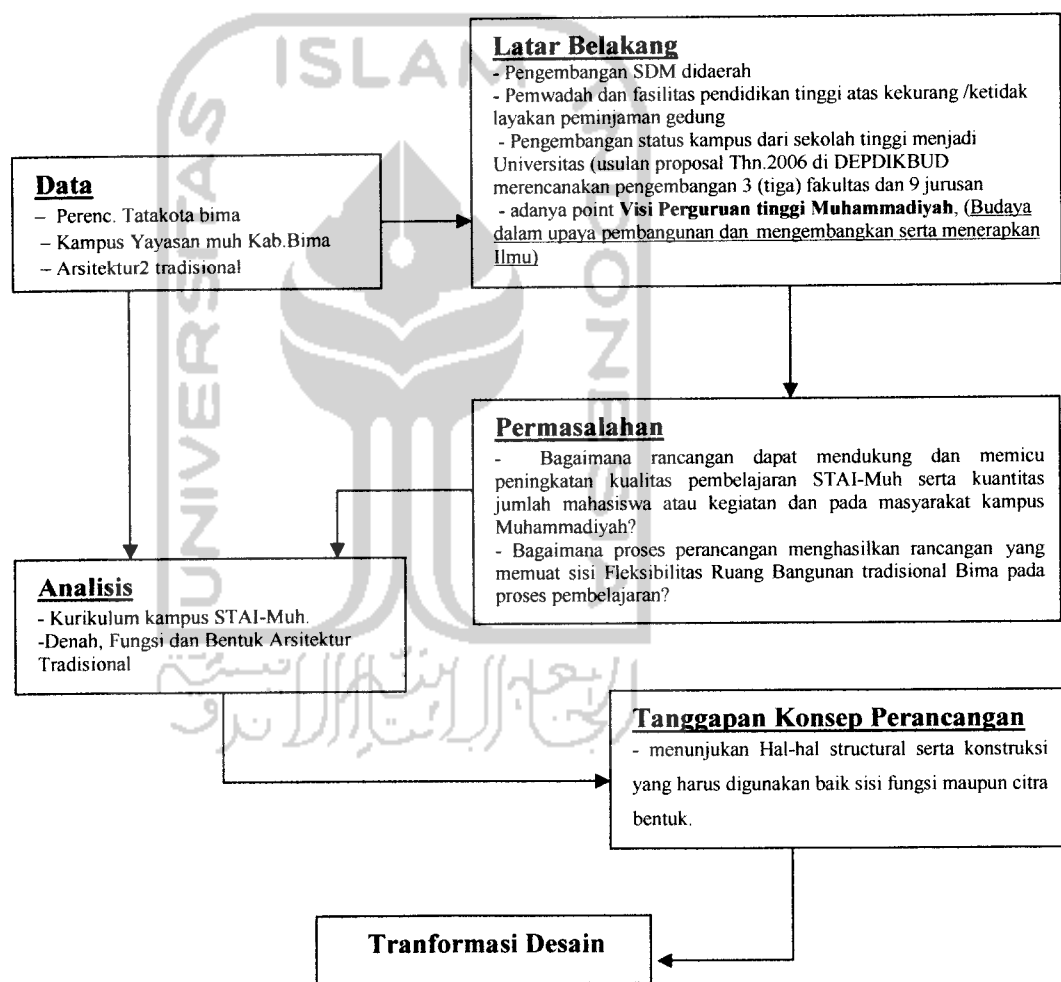 Latar Belakang
- Pengembangan SDM didaerah
- Pemwadah dan fasilitas pendidikan tinggi atas kekurang /ketidak
layakan peminjaman gedung
- Pengembangan status kampus dari sekolah tinggi menjadi
Universitas (usulan proposal Thn.2006 di DEPDIKBUD
merencanakan pengembangan 3 (tiga) fakultas dan 9 jurusan
- adanya point Visi Perguruan tinggi Muhammadiyah, (Budaya
dalam upaya pembangunan dan mengembangkan serta menerapkan
Ilmu)
Data
– Perenc. Tatakota bima
– Kampus Yayasan muh Kab.Bima
– Arsitektur2 tradisional
Permasalahan
- Bagaimana rancangan dapat mendukung dan memicu
peningkatan kualitas pembelajaran STAI-Muh serta kuantitas
jumlah mahasiswa atau kegiatan dan pada masyarakat kampus
Muhammadiyah?
- Bagaimana proses perancangan menghasilkan rancangan yang
memuat sisi Fleksibilitas Ruang Bangunan tradisional Bima pada
proses pembelajaran?
Analisis
- Kurikulum kampus STAI-Muh.
-Denah, Fungsi dan Bentuk Arsitektur
Tradisional
Tanggapan Konsep Perancangan
- menunjukan Hal-hal structural serta konstruksi
yang harus digunakan baik sisi fungsi maupun citra
bentuk.
Tranformasi Desain
UNIVERSITAS
ISLAM